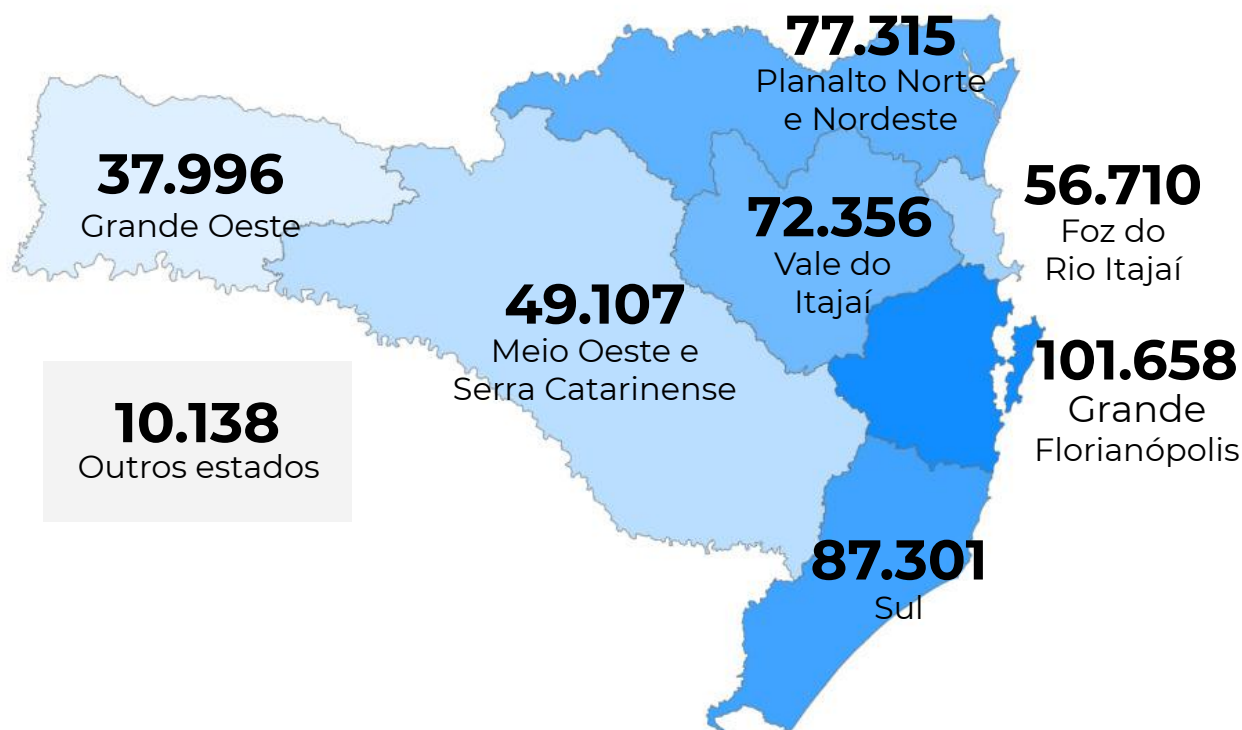 77.315
Planalto Norte
e Nordeste
37.996
Grande Oeste
56.710
Foz do
Rio Itajaí
72.356
Vale do
Itajaí
49.107
Meio Oeste e
Serra Catarinense
101.658
Grande
Florianópolis
10.138
Outros estados
87.301
Sul